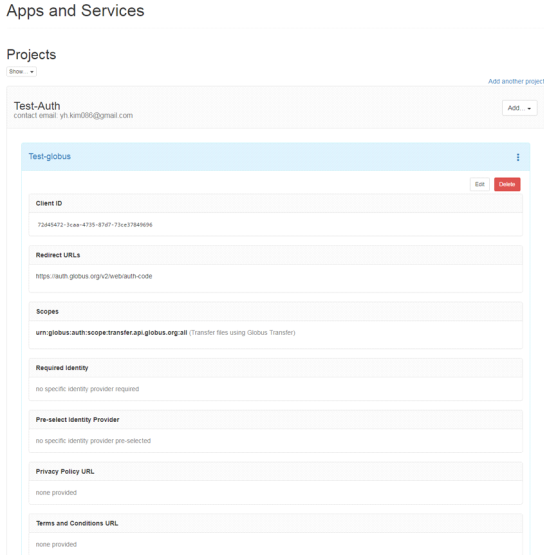 Apps and Services
Projects
Show...
Add another project
Test-Auth
Add...
contact email: yh.kim086@gmail.com
Test-globus
Edit
Delete
Client ID
72d45472-3caa-4735-87d7-73ce37849696
Redirect URLs
https://auth.globus.org/v2/web/auth-code
Scopes
urn:globus:auth:scope:transfer.api.globus.org:all (Transfer files using Globus Transfer)
Required Identity
no specific identity provider required
Pre-select Identity Provider
no specific identity provider pre-selected
Privacy Policy URL
none provided
Terms and Conditions URL
none provided